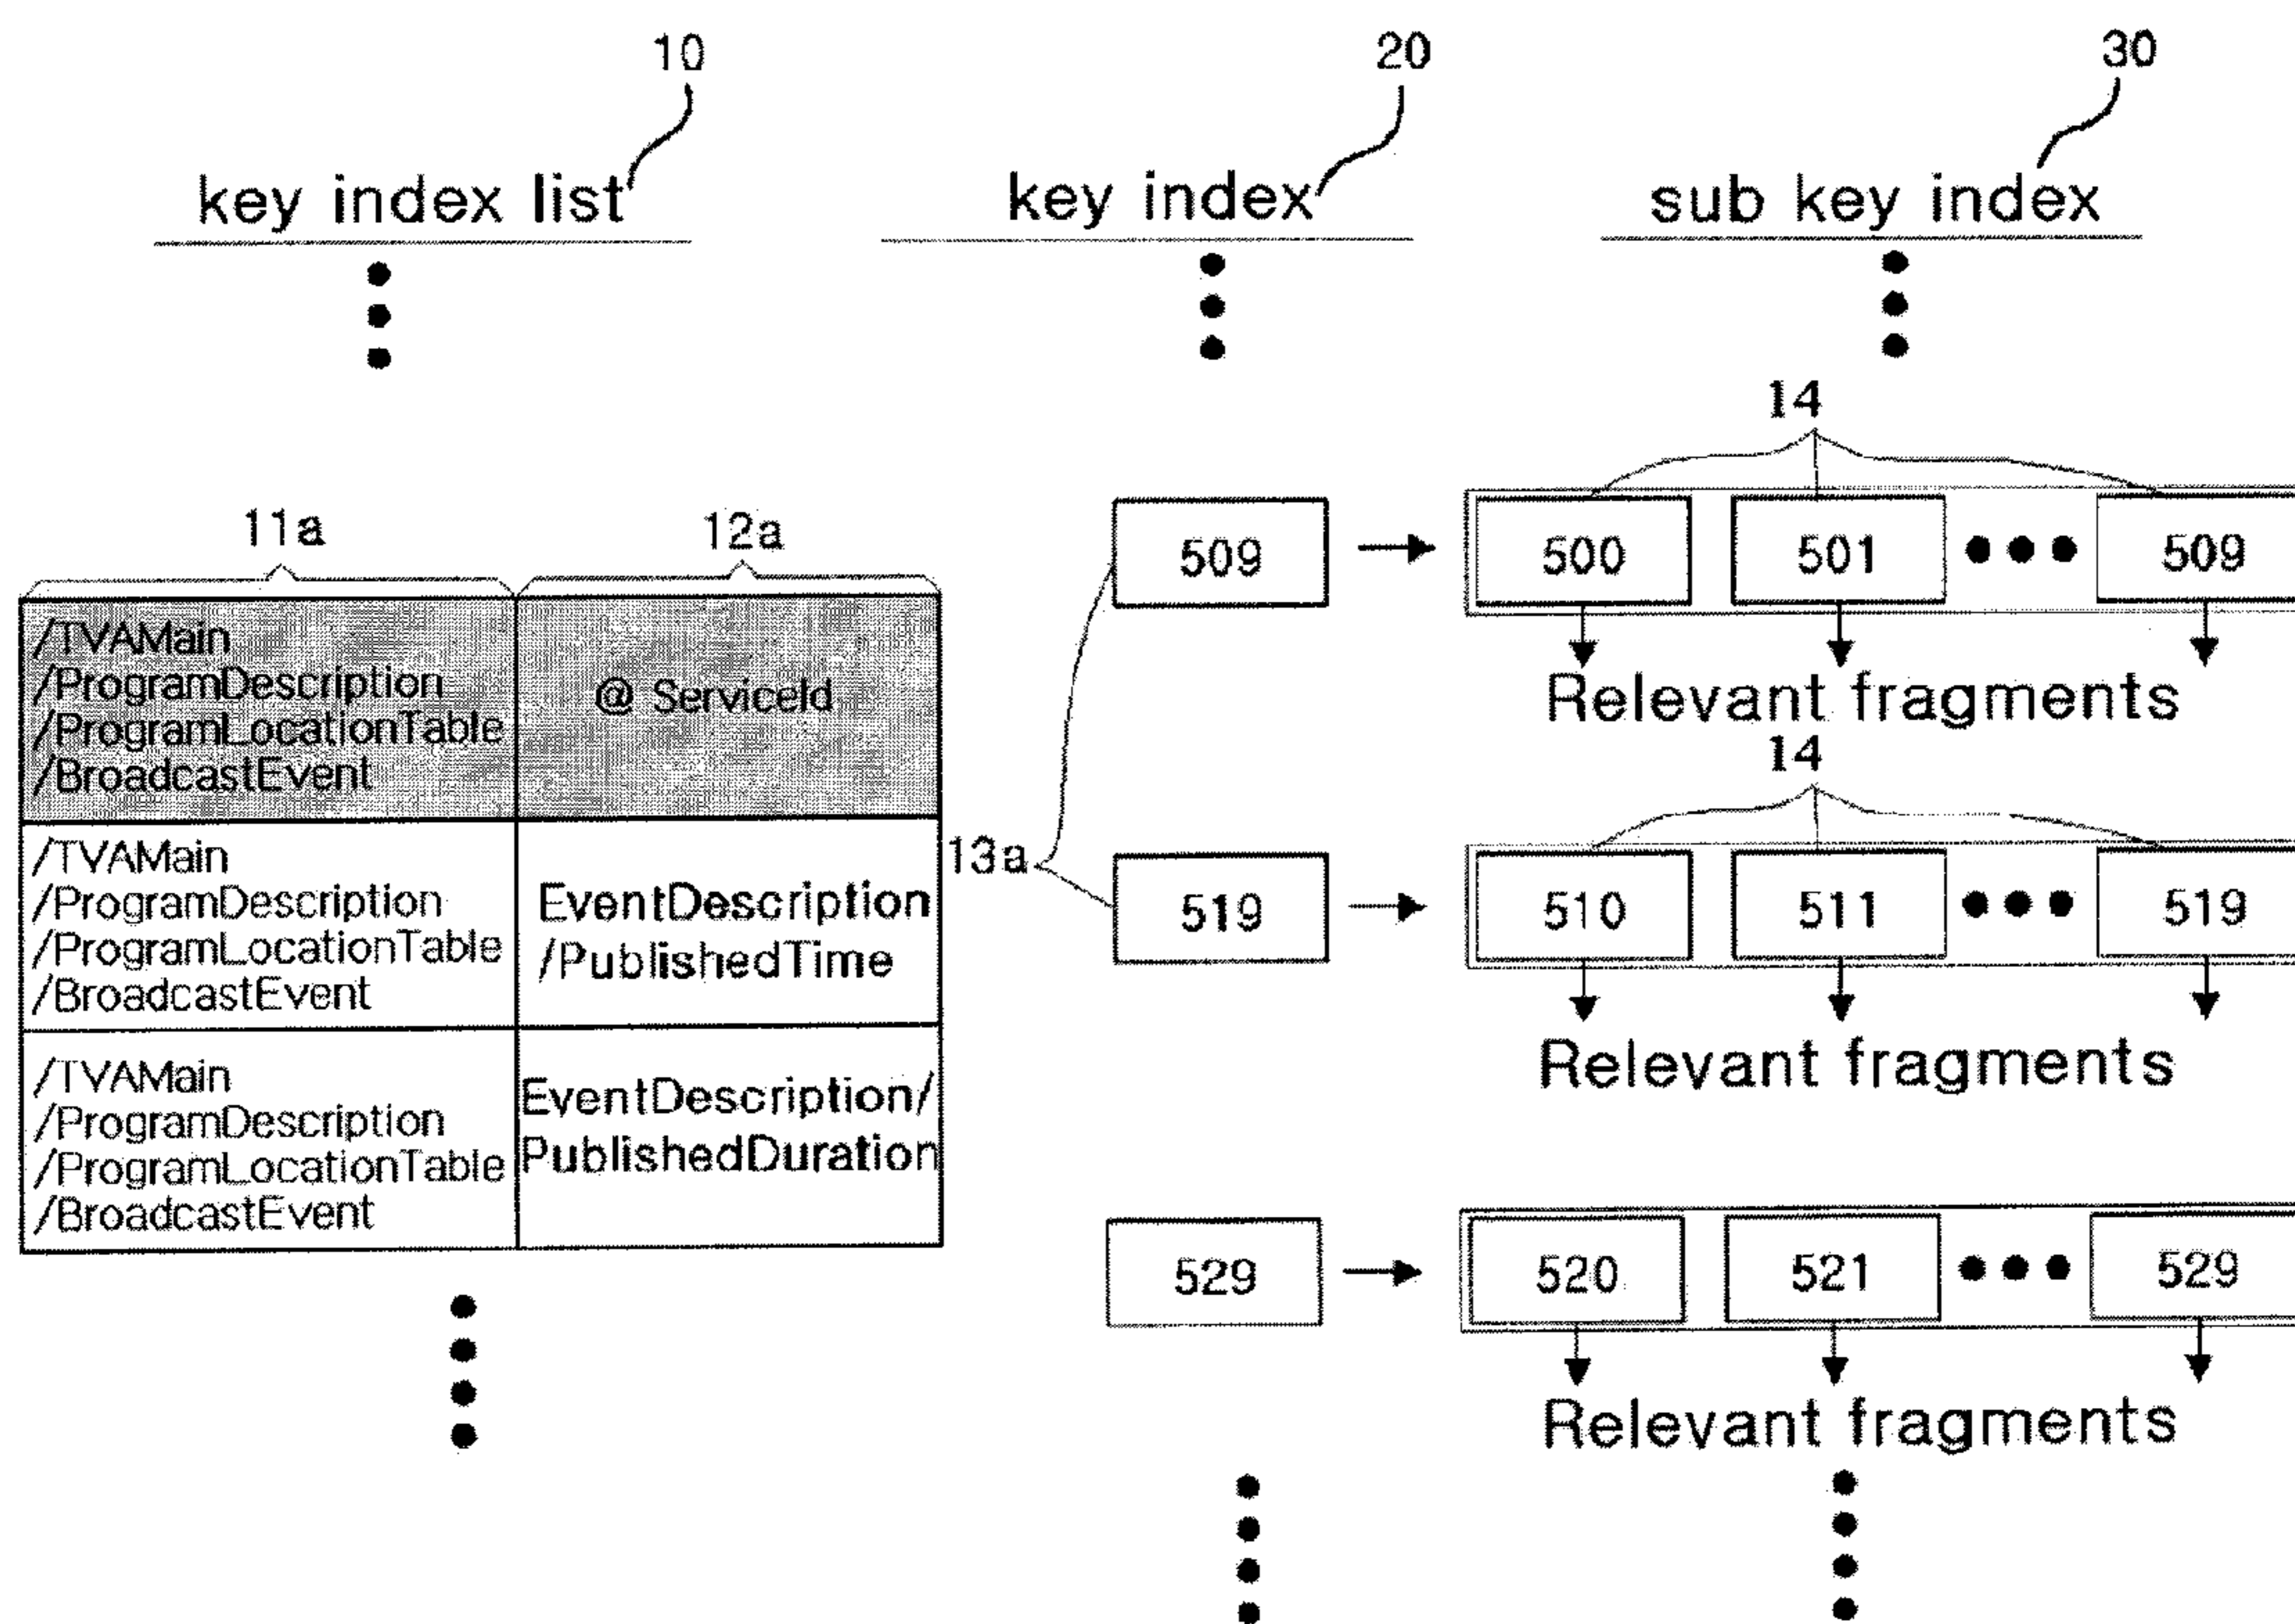 10
20
30
key index list
key index
sub key index
14
11a
12a
509
500
501
509
/TVAMain
/ProgramDescription
/ProgramLocationTable
/BroadcastEvent
@ ServiceId
Relevant fragments
14
/TVAMain
/ProgramDescription
/ProgramLocationTable
/BroadcastEvent
EventDescription
/PublishedTime
13a
519
510
511
519
Relevant fragments
/TVAMain
/ProgramDescription
/ProgramLocationTable
/BroadcastEvent
EventDescription/
PublishedDuration
529
520
521
529
Relevant fragments